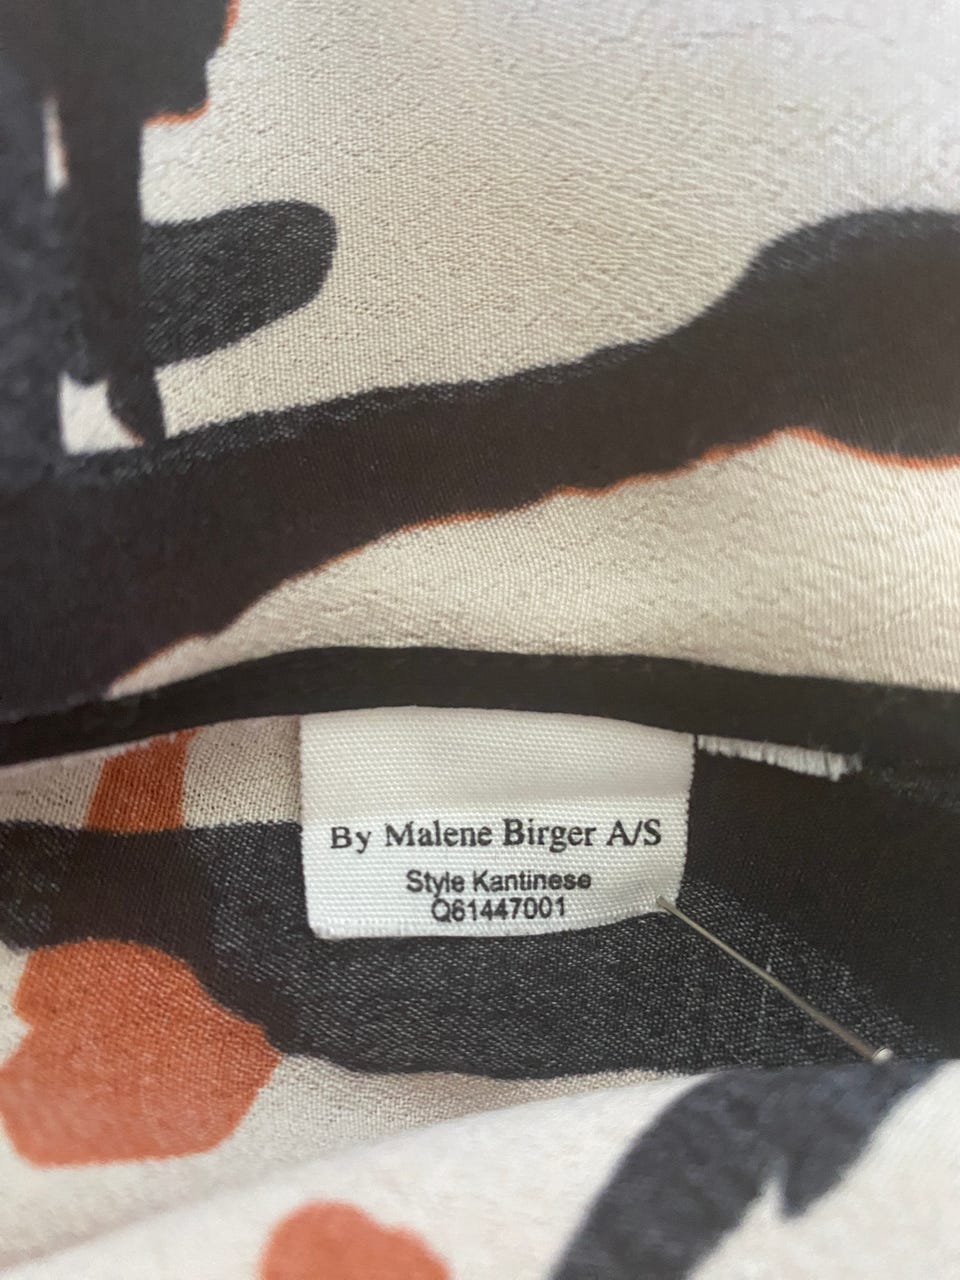 By Malene Birger A/S
Style Kantinese
Q61447001